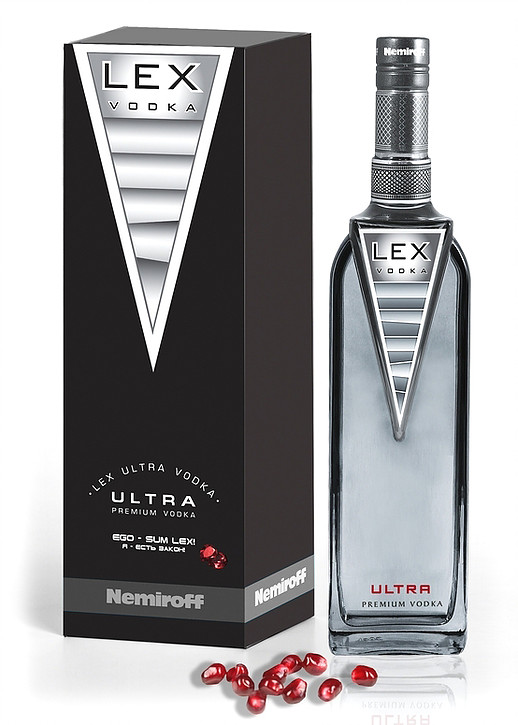 LEX
VODKA
·LEX ULTRA VODKA·
ULTRA
PREMIUM VODKA
EGO - SUM LEX!
Я - ЕСТЬ ЗАКОН!
Nemiroff
Nemiroff
Nemiroff
LEX
VODKA
ULTRA
PREMIUM VODKA